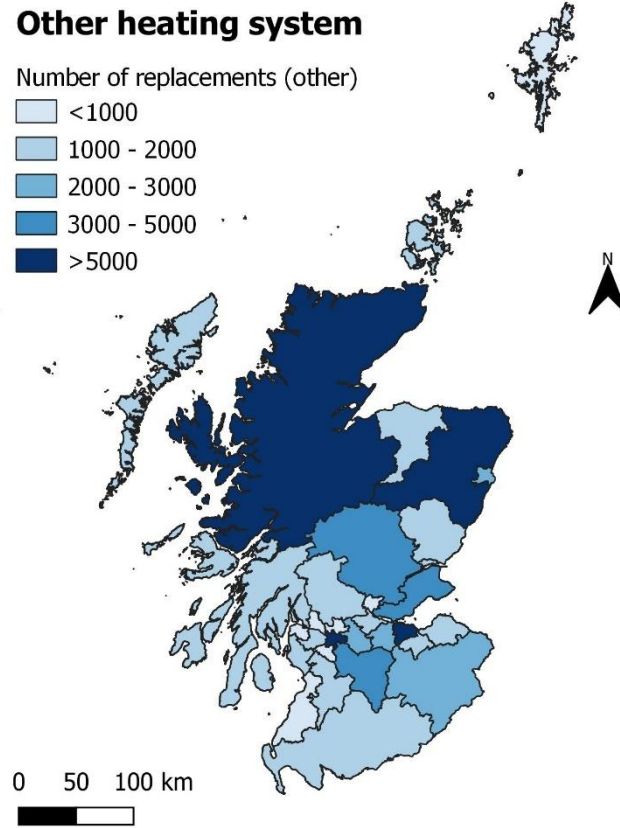 Other heating system
Number of replacements (other)
<1000
1000 - 2000
2000 - 3000
3000 - 5000
>5000
N
0 50 100 km